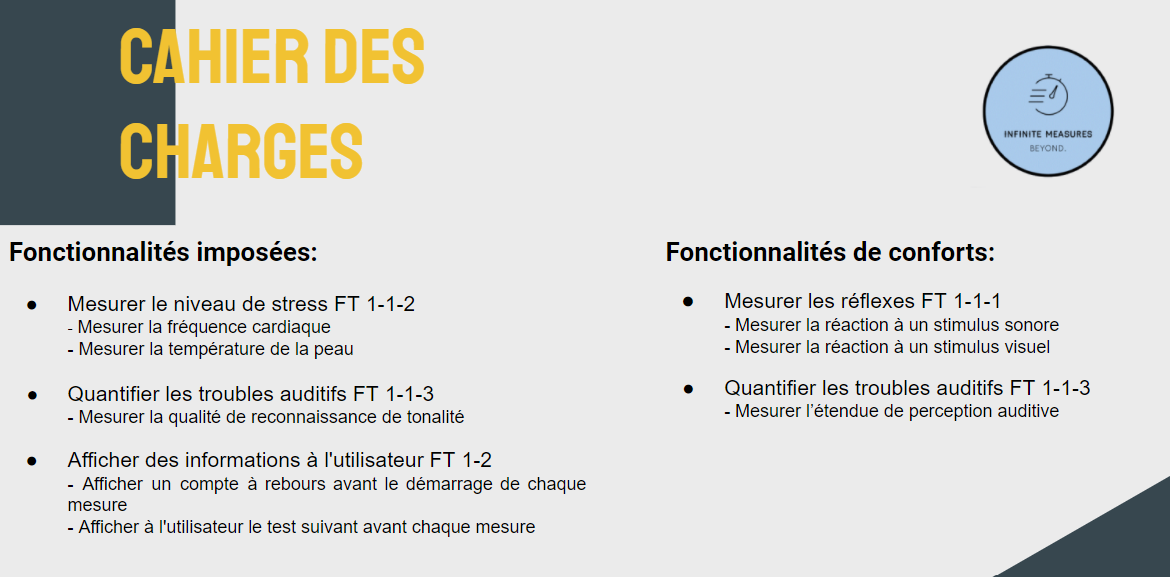 CAHIER DES
CHARGES
INFINITE MEASURES
BEYOND.
Fonctionnalités imposées:
● Mesurer le niveau de stress FT 1-1-2
- Mesurer la fréquence cardiaque
- Mesurer la température de la peau
● Quantifier les troubles auditifs FT 1-1-3
- Mesurer la qualité de reconnaissance de tonalité
● Afficher des informations à l'utilisateur FT 1-2
- Afficher un compte à rebours avant le démarrage de chaque
mesure
- Afficher à l'utilisateur le test suivant avant chaque mesure
Fonctionnalités de conforts:
● Mesurer les réflexes FT 1-1-1
- Mesurer la réaction à un stimulus sonore
- Mesurer la réaction à un stimulus visuel
● Quantifier les troubles auditifs FT 1-1-3
- Mesurer l’étendue de perception auditive